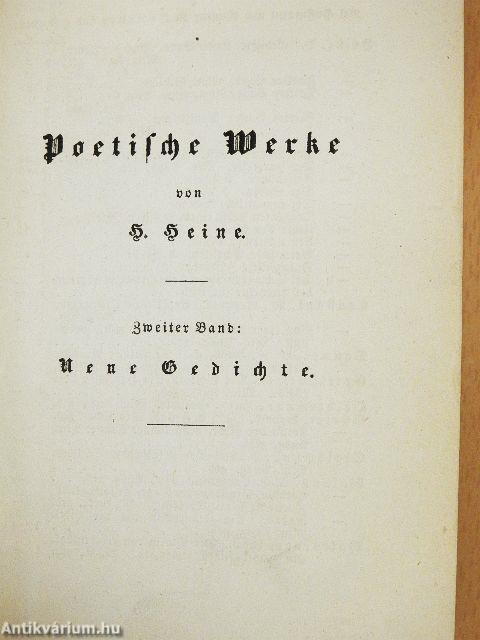 Poetiſche Werke
von
H. Heine.
Zweiter Band:
Neue Gedichte.
Antikvárium.hu